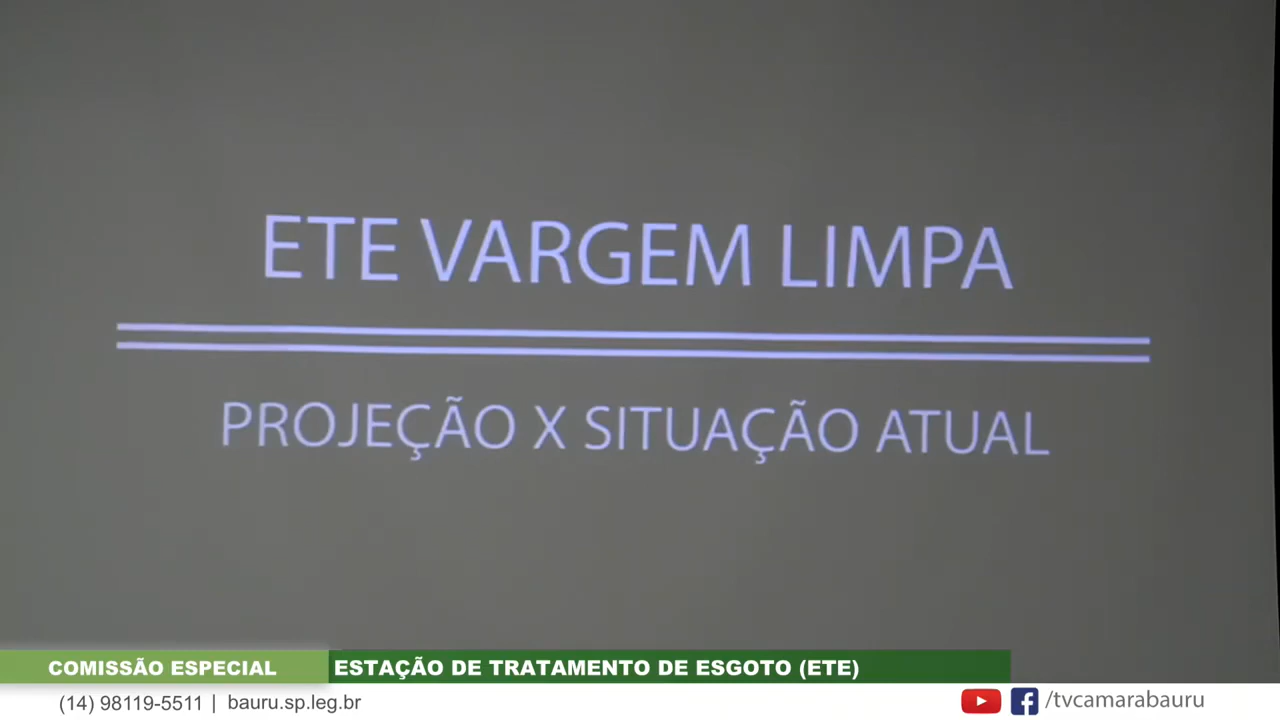 ETE VARGEM LIMPA
PROJEÇÃO X SITUAÇÃO ATUAL
COMISSÃO ESPECIAL ESTAÇÃO DE TRATAMENTO DE ESGOTO (ETE)
(14) 98119-5511 | bauru.sp.leg.br /tvcamarabauru